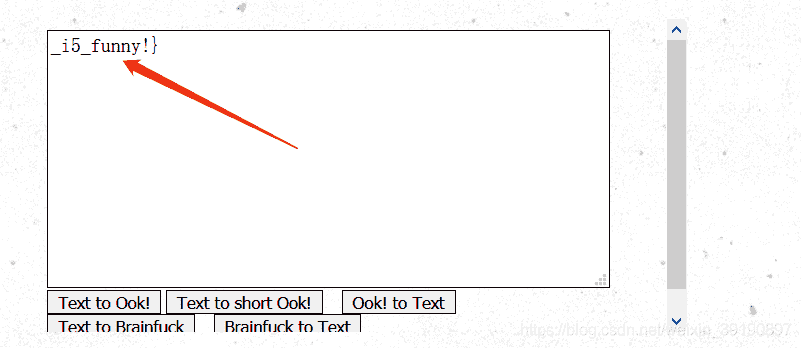 _i5_funny!}
Text to Ook! Text to short Ook! Ook! to Text
Text to Brainfuck Brainfuck to Text
https://blog.csdn.net/weixin_39190897